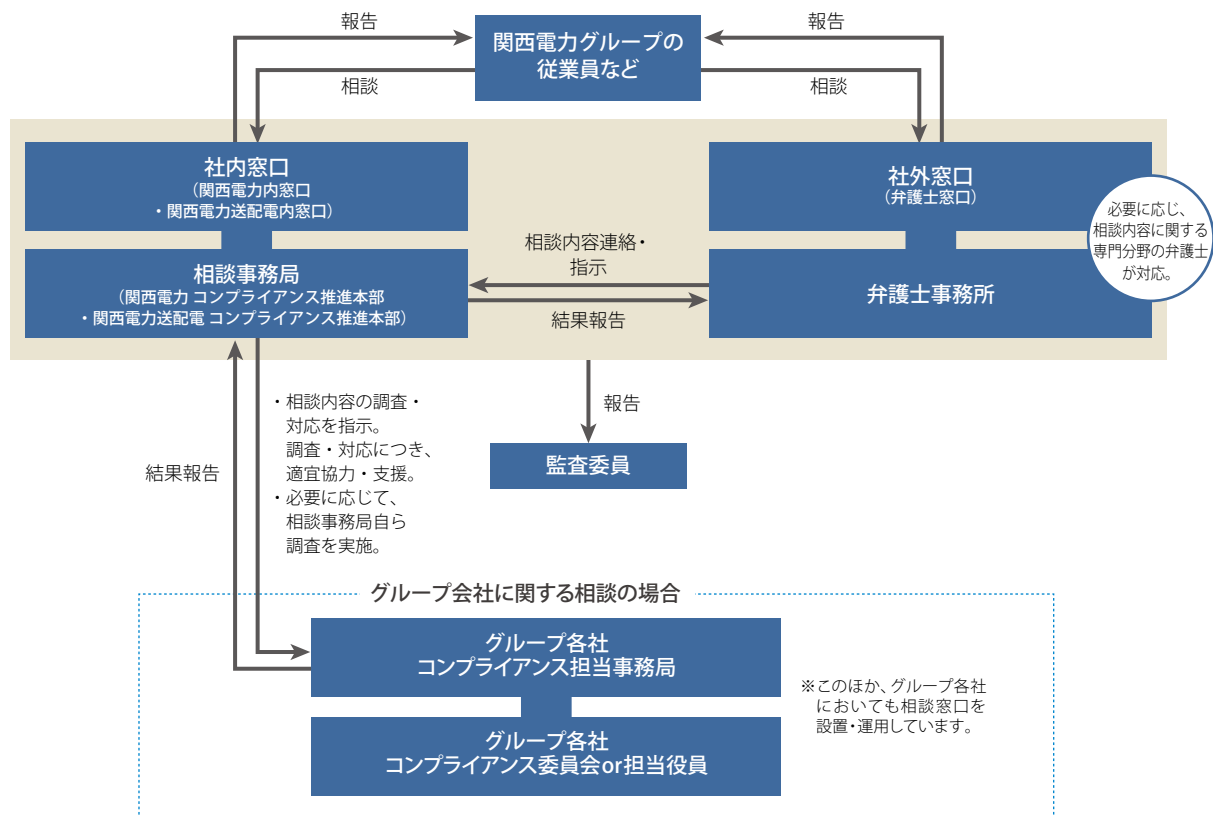 報告
関西電力グループの
従業員など
報告
相談
相談
社内窓口
(関西電力内窓口
・関西電力送配電内窓口)
社外窓口
(弁護士窓口)
必要に応じ、
相談内容に関する
専門分野の弁護士
が対応。
相談事務局
(関西電力 コンプライアンス推進本部
・関西電力送配電 コンプライアンス推進本部)
相談内容連絡・
指示
結果報告
弁護士事務所
報告
監査委員
結果報告
・相談内容の調査・
対応を指示。
調査・対応につき、
適宜協力・支援。
・必要に応じて、
相談事務局自ら
調査を実施。
グループ会社に関する相談の場合
グループ各社
コンプライアンス担当事務局
グループ各社
コンプライアンス委員会or担当役員
※このほか、グループ各社
においても相談窓口を
設置・運用しています。